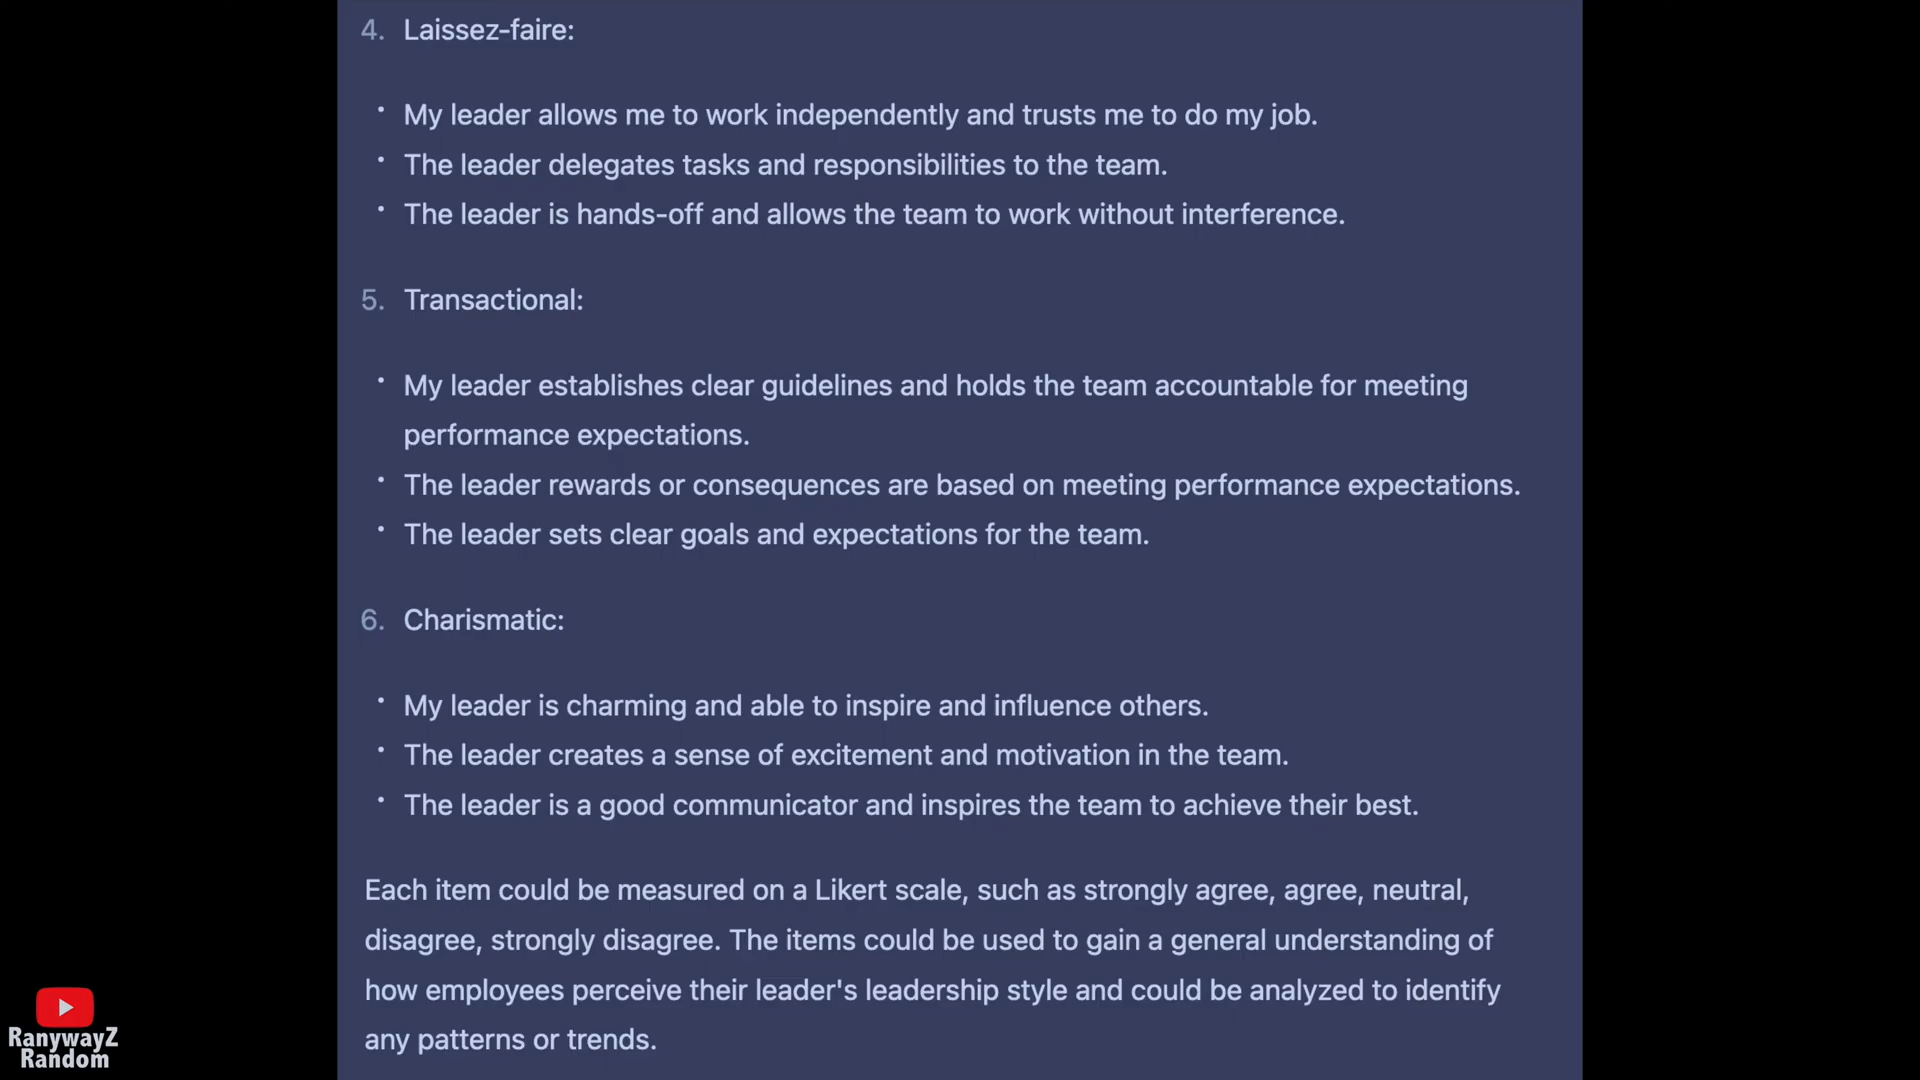 4. Laissez-faire:
• My leader allows me to work independently and trusts me to do my job.
• The leader delegates tasks and responsibilities to the team.
• The leader is hands-off and allows the team to work without interference.
5. Transactional:
• My leader establishes clear guidelines and holds the team accountable for meeting
performance expectations.
• The leader rewards or consequences are based on meeting performance expectations.
• The leader sets clear goals and expectations for the team.
6. Charismatic:
• My leader is charming and able to inspire and influence others.
• The leader creates a sense of excitement and motivation in the team.
• The leader is a good communicator and inspires the team to achieve their best.
Each item could be measured on a Likert scale, such as strongly agree, agree, neutral,
disagree, strongly disagree. The items could be used to gain a general understanding of
how employees perceive their leader's leadership style and could be analyzed to identify
any patterns or trends.
RanywayZ
Random